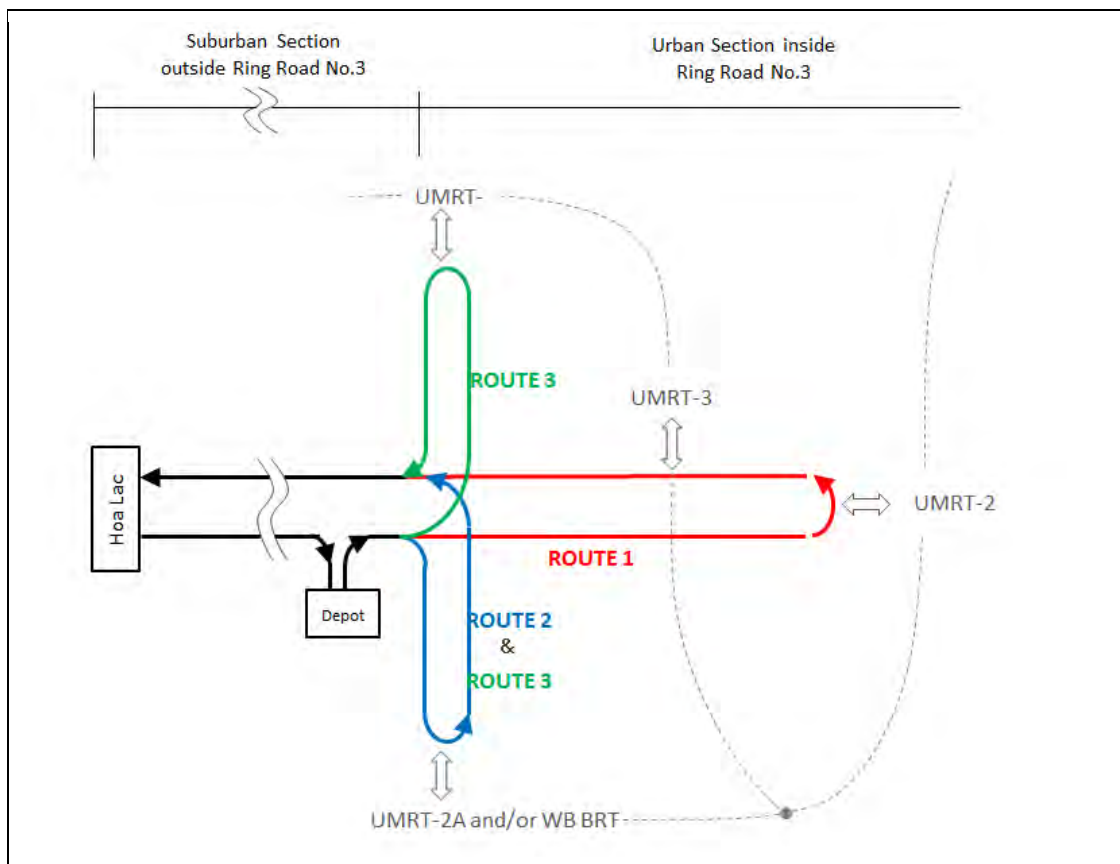 Suburban Section
outside Ring Road No.3
Urban Section inside
Ring Road No.3
UMRT-
ROUTE 3
UMRT-3
Hoa Lac
UMRT-2
ROUTE 1
Depot
ROUTE 2
&
ROUTE 3
UMRT-2A and/or WB BRT